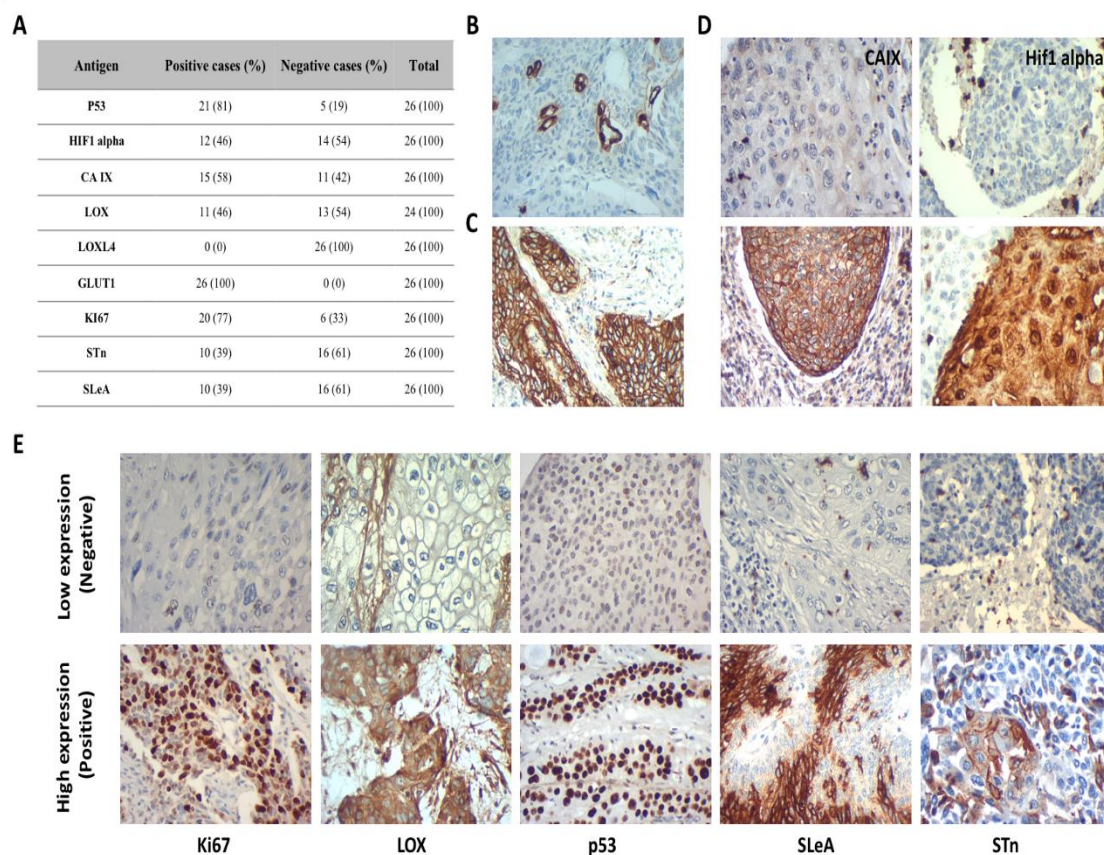 A
Antigen Positive cases (%) Negative cases (%) Total
P53 21 (81) 5 (19) 26 (100)
HIF1 alpha 12 (46) 14 (54) 26 (100)
CA IX 15 (58) 11 (42) 26 (100)
LOX 11 (46) 13 (54) 24 (100)
LOXL4 0 (0) 26 (100) 26 (100)
GLUT1 26 (100) 0 (0) 26 (100)
KI67 20 (77) 6 (33) 26 (100)
STn 10 (39) 16 (61) 26 (100)
SLeA 10 (39) 16 (61) 26 (100)
B
C
D
CAIX
Hif1 alpha
E
Low expression
(Negative)
High expression
(Positive)
Ki67 LOX p53 SLeA STn